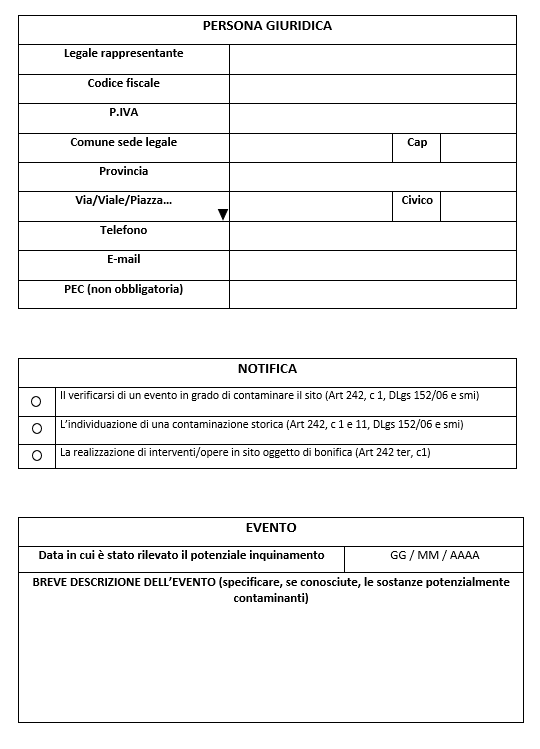 PERSONA GIURIDICA
Legale rappresentante
Codice fiscale
P.IVA
Comune sede legale Cap
Provincia
Via/Viale/Piazza... Civico
Telefono
E-mail
PEC (non obbligatoria)
NOTIFICA
Il verificarsi di un evento in grado di contaminare il sito (Art 242, c 1, DLgs 152/06 e smi)
L'individuazione di una contaminazione storica (Art 242, c 1 e 11, DLgs 152/06 e smi)
La realizzazione di interventi/opere in sito oggetto di bonifica (Art 242 ter, c1)
EVENTO
Data in cui è stato rilevato il potenziale inquinamento GG / MM / AAAA
BREVE DESCRIZIONE DELL'EVENTO (specificare, se conosciute, le sostanze potenzialmente
contaminanti)